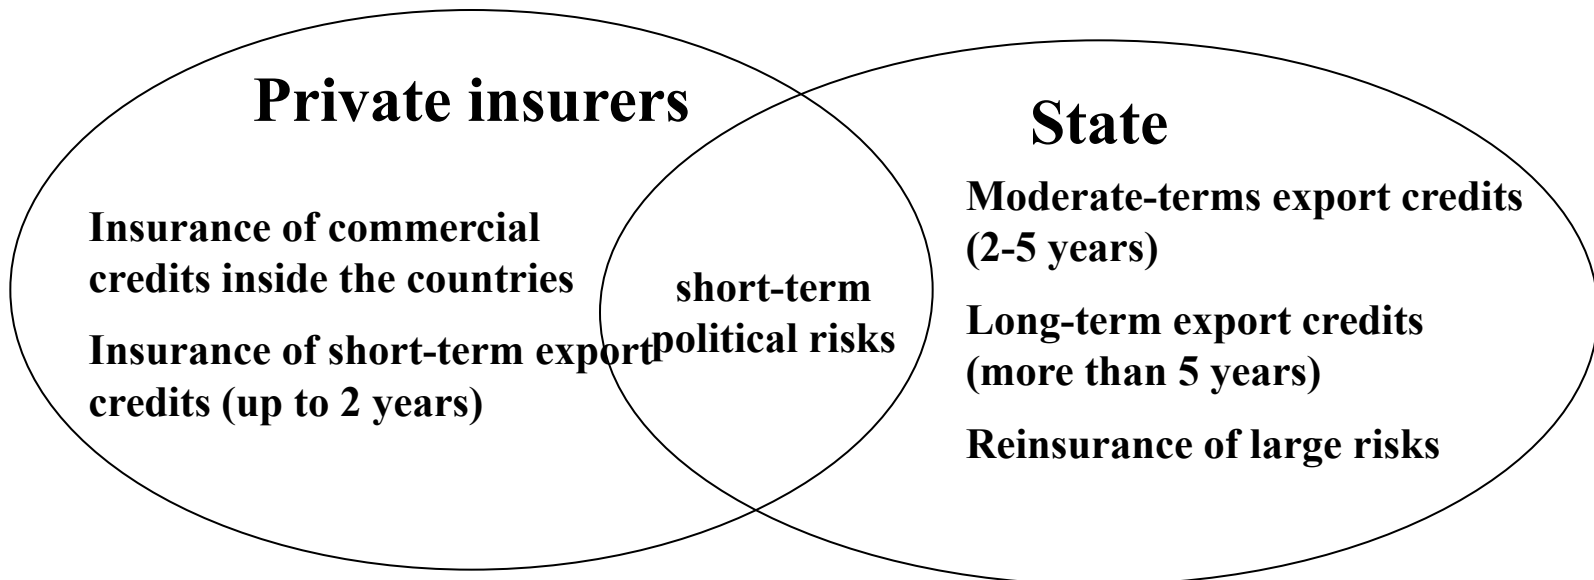 Private insurers
Insurance of commercial
credits inside the countries
Insurance of short-term export
credits (up to 2 years)
short-term
political risks
State
Moderate-terms export credits
(2-5 years)
Long-term export credits
(more than 5 years)
Reinsurance of large risks